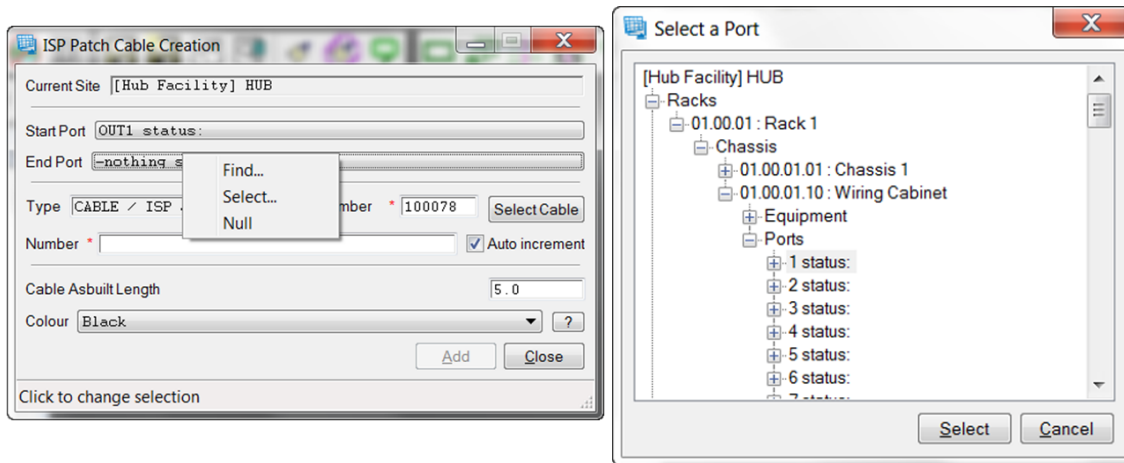 ISP Patch Cable Creation
Current Site [Hub Facility] HUB
Start Port OUT1 status:
End Port —nothing s
Find...
Select...
Null
Type CABLE / ISP * 100078 Select Cable
Number * Auto increment
Cable Asbuilt Length 5.0
Colour Black ?
Add Close
Click to change selection
Select a Port
[Hub Facility] HUB
Racks
01.00.01 : Rack 1
Chassis
01.00.01.01 : Chassis 1
01.00.01.10 : Wiring Cabinet
Equipment
Ports
1 status:
2 status:
3 status:
4 status:
5 status:
6 status:
Select Cancel